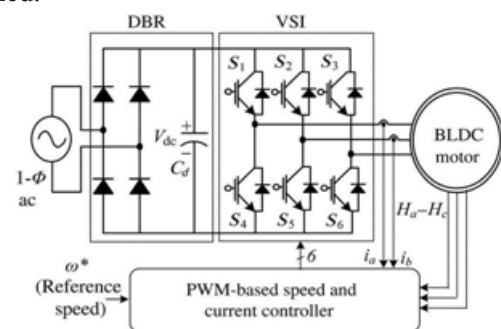 DBR
VSI
S1
S2
S3
Vdc
+
−
Cd
1-Φ
ac
BLDC
motor
S4
S5
S6
Ha–Hc
ia
ib
6
ω*
(Reference
speed)
PWM-based speed and
current controller